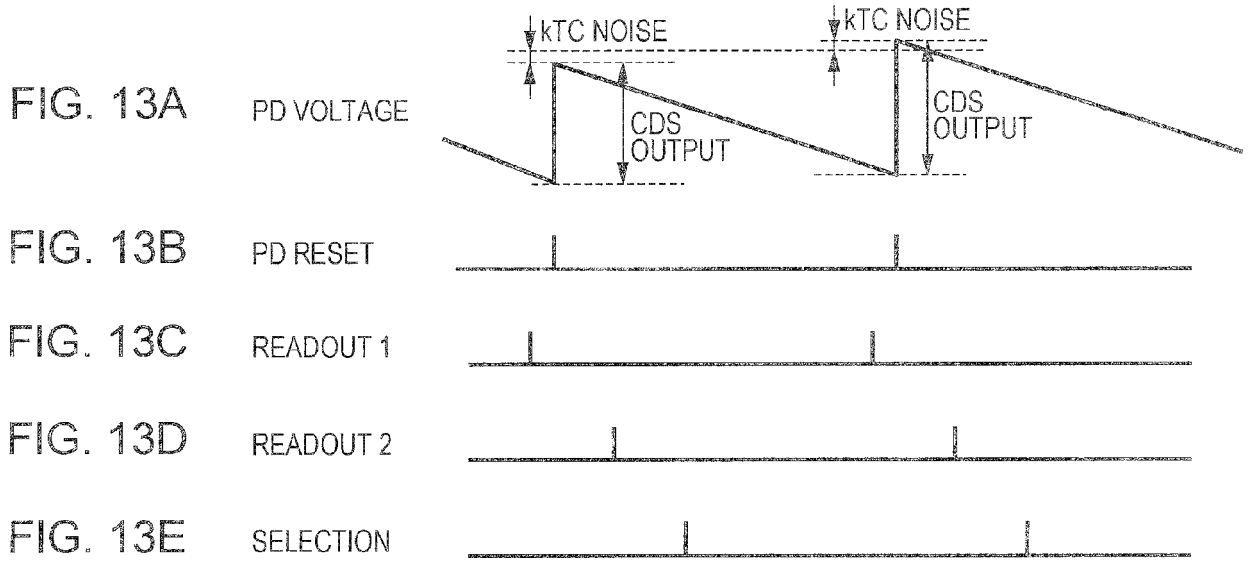 kTC NOISE
kTC NOISE
FIG. 13A PD VOLTAGE
CDS OUTPUT
CDS OUTPUT
FIG. 13B PD RESET
FIG. 13C READOUT 1
FIG. 13D READOUT 2
FIG. 13E SELECTION